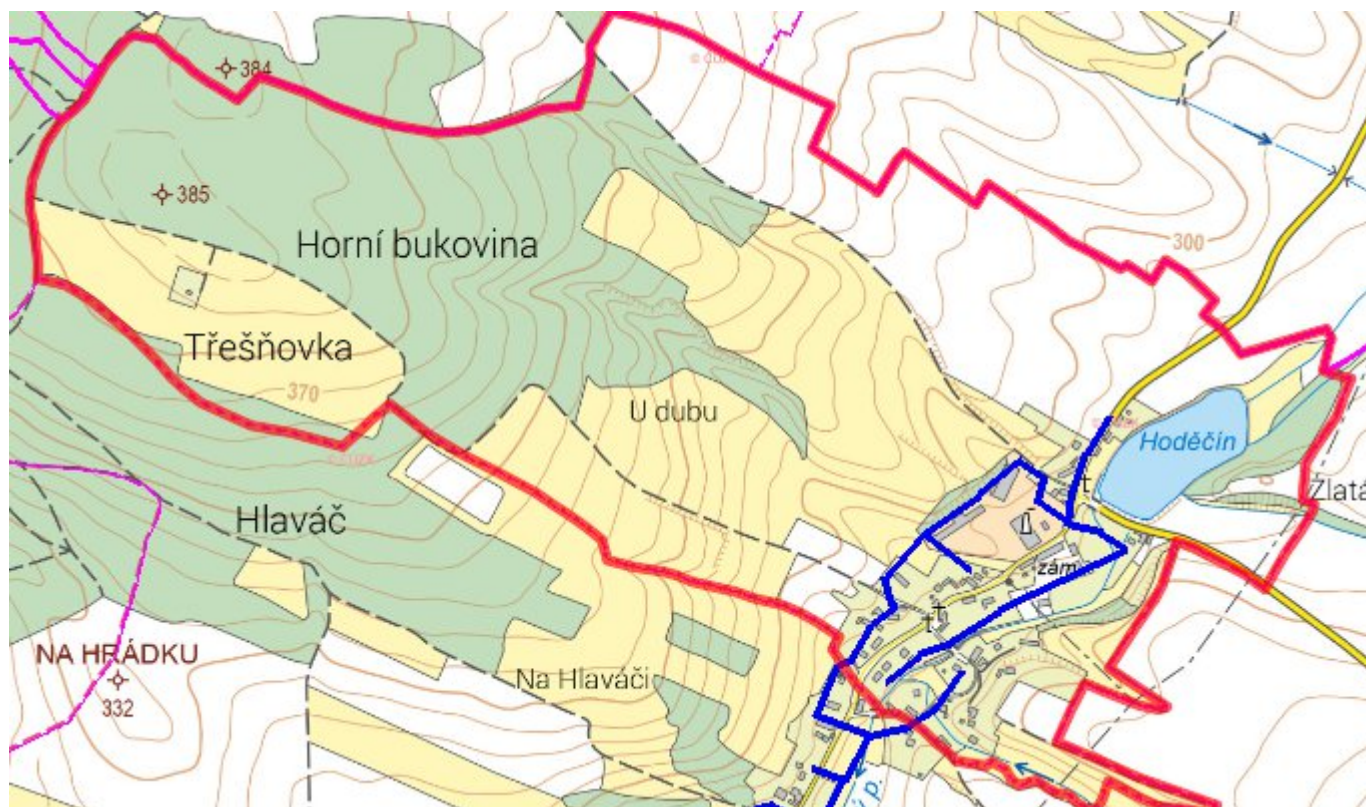 384
385
Horní bukovina
300
Třešňovka
370
U dubu
Hoděčín
Zlatá
Hlaváč
zám.
NA HRÁDKU
332
Na Hlaváči
p.